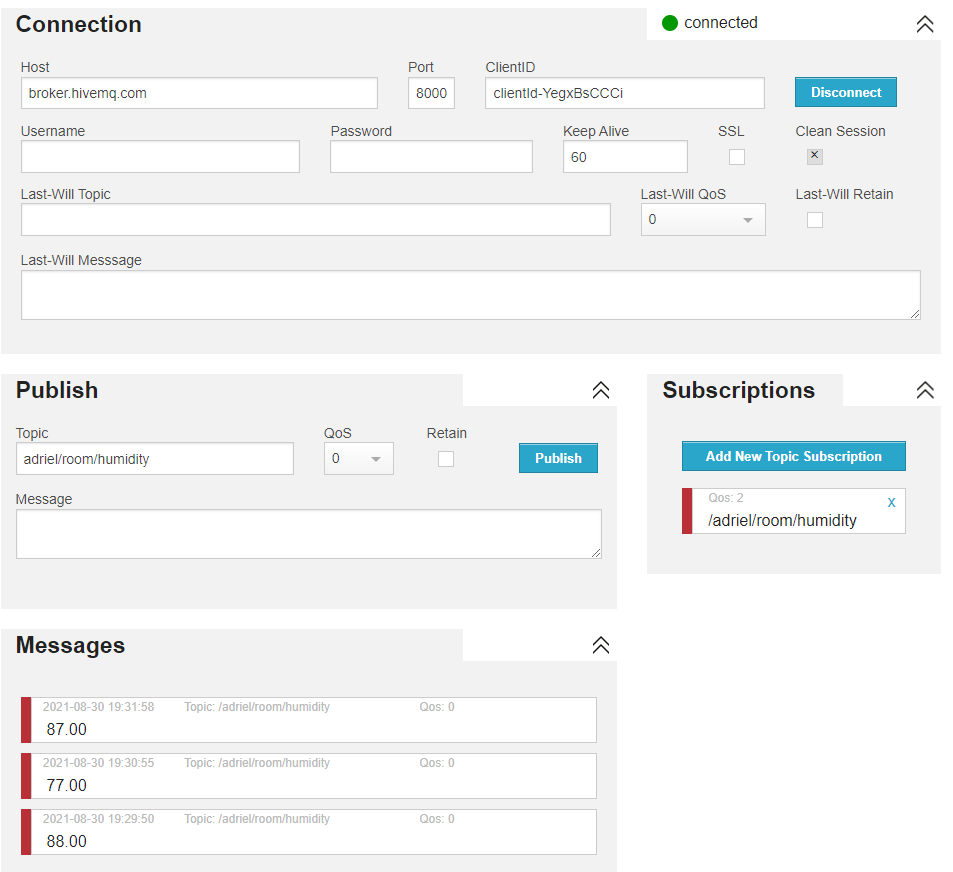 Connection
connected
Host Port ClientID
broker.hivemq.com 8000 clientId-YegxBsCCCi Disconnect
Username Password Keep Alive SSL Clean Session
60 X
Last-Will Topic Last-Will QoS Last-Will Retain
0
Last-Will Messsage
Publish
Topic QoS Retain
adriel/room/humidity 0 Publish
Message
Subscriptions
Add New Topic Subscription
Qos: 2 X
/adriel/room/humidity
Messages
2021-08-30 19:31:58 Topic: /adriel/room/humidity Qos: 0
87.00
2021-08-30 19:30:55 Topic: /adriel/room/humidity Qos: 0
77.00
2021-08-30 19:29:50 Topic: /adriel/room/humidity Qos: 0
88.00